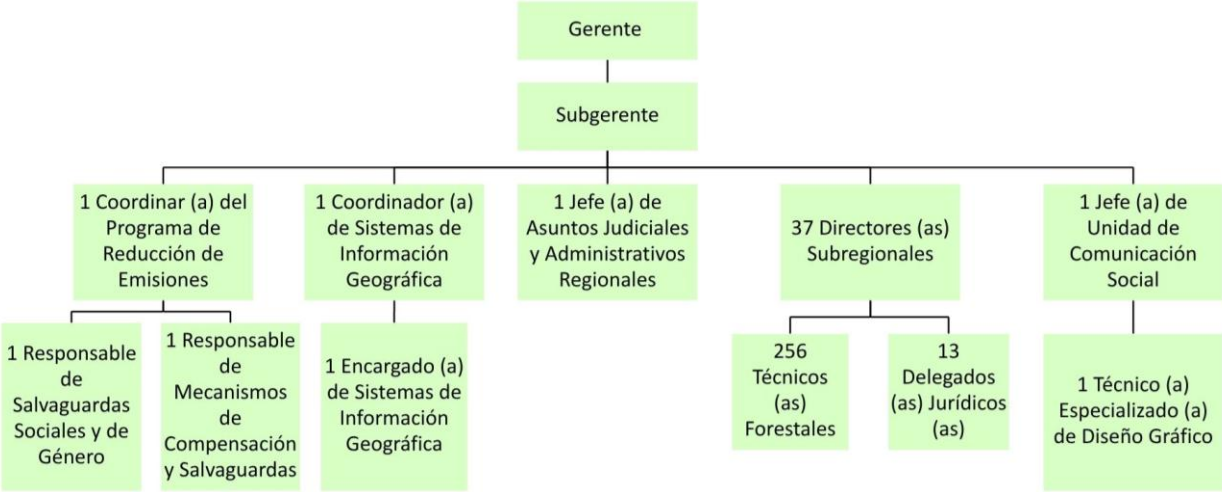 Gerente
Subgerente
1 Coordinar (a) del
Programa de
Reducción de
Emisiones
1 Coordinador (a)
de Sistemas de
Información
Geográfica
1 Jefe (a) de
Asuntos Judiciales
y Administrativos
Regionales
37 Directores (as)
Subregionales
1 Jefe (a) de
Unidad de
Comunicación
Social
1 Responsable
de
Salvaguardas
Sociales y de
Género
1 Responsable
de
Mecanismos
de
Compensación
y Salvaguardas
1 Encargado (a)
de Sistemas de
Información
Geográfica
256
Técnicos
(as)
Forestales
13
Delegados
(as) Jurídicos
(as)
1 Técnico (a)
Especializado (a)
de Diseño Gráfico